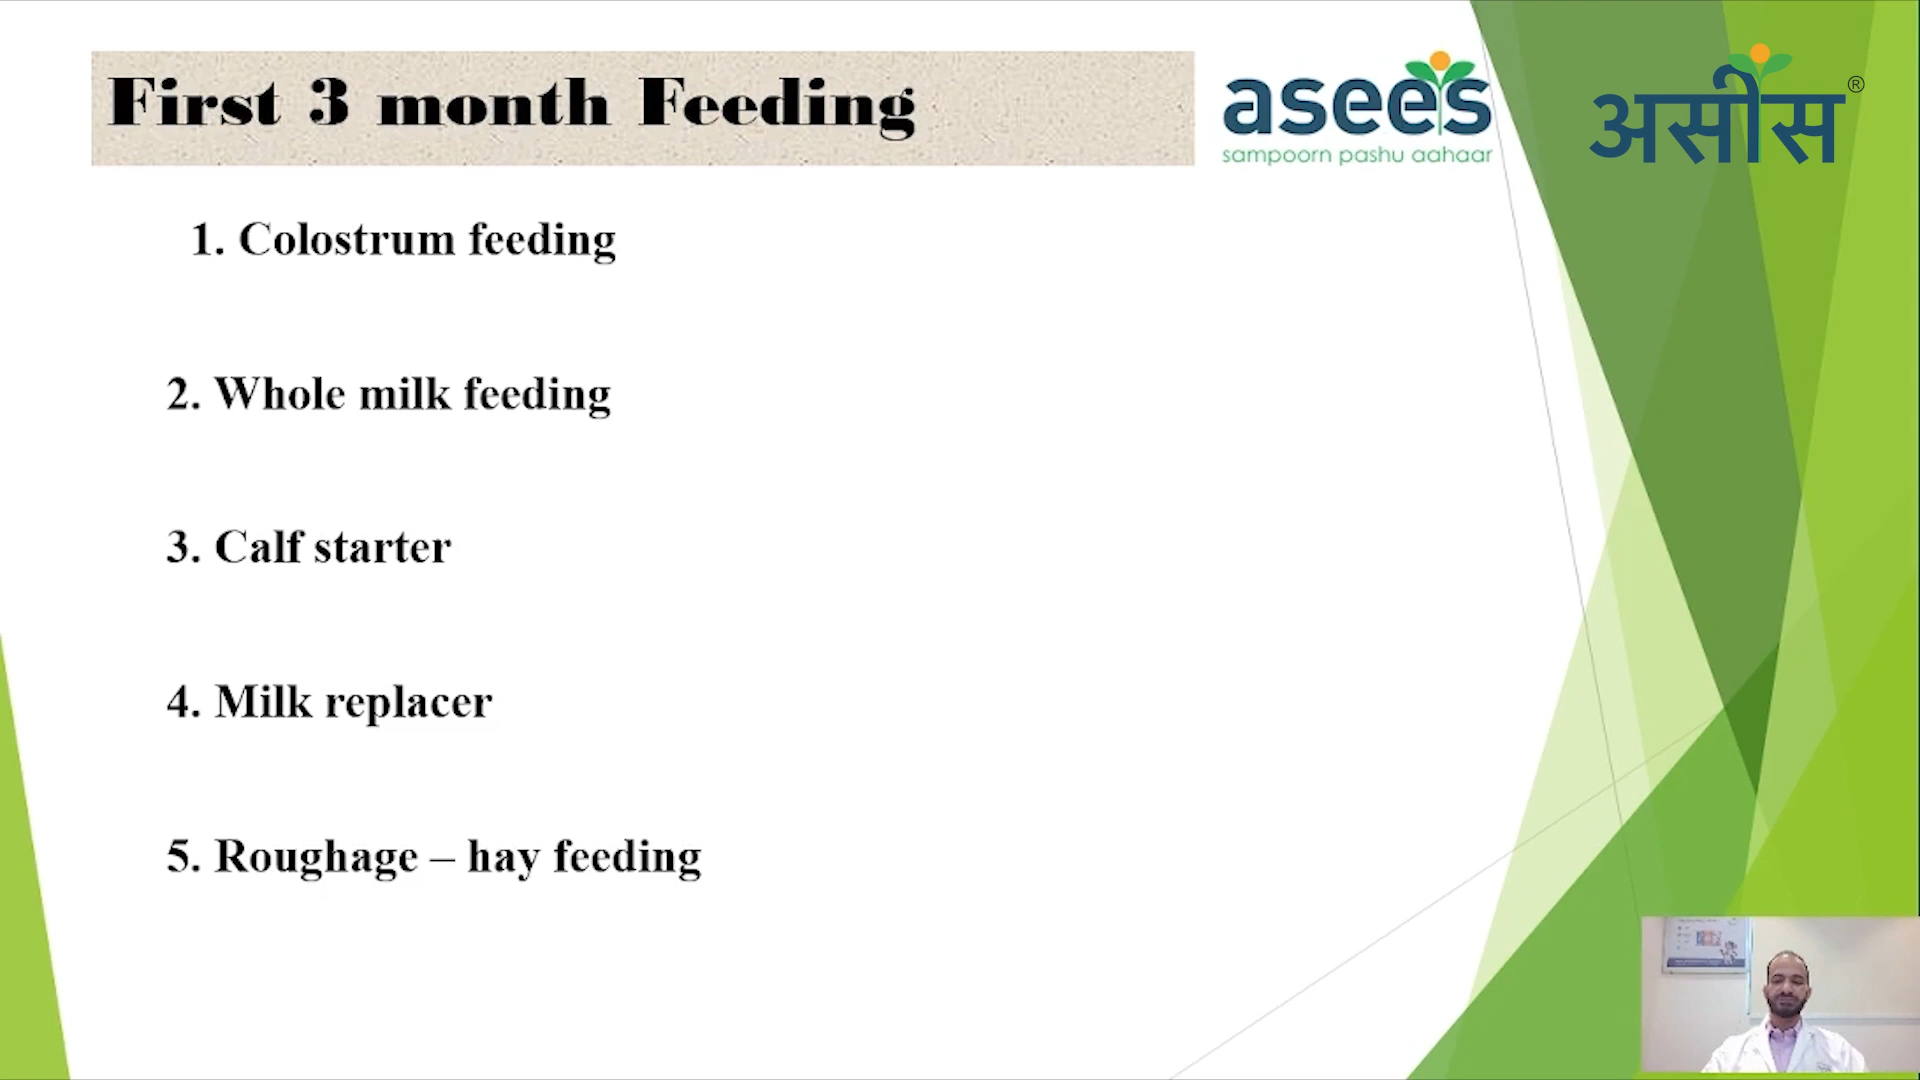 First 3 month Feeding
asees
sampoorn pashu aahaar
असीस ®
1. Colostrum feeding
2. Whole milk feeding
3. Calf starter
4. Milk replacer
5. Roughage – hay feeding